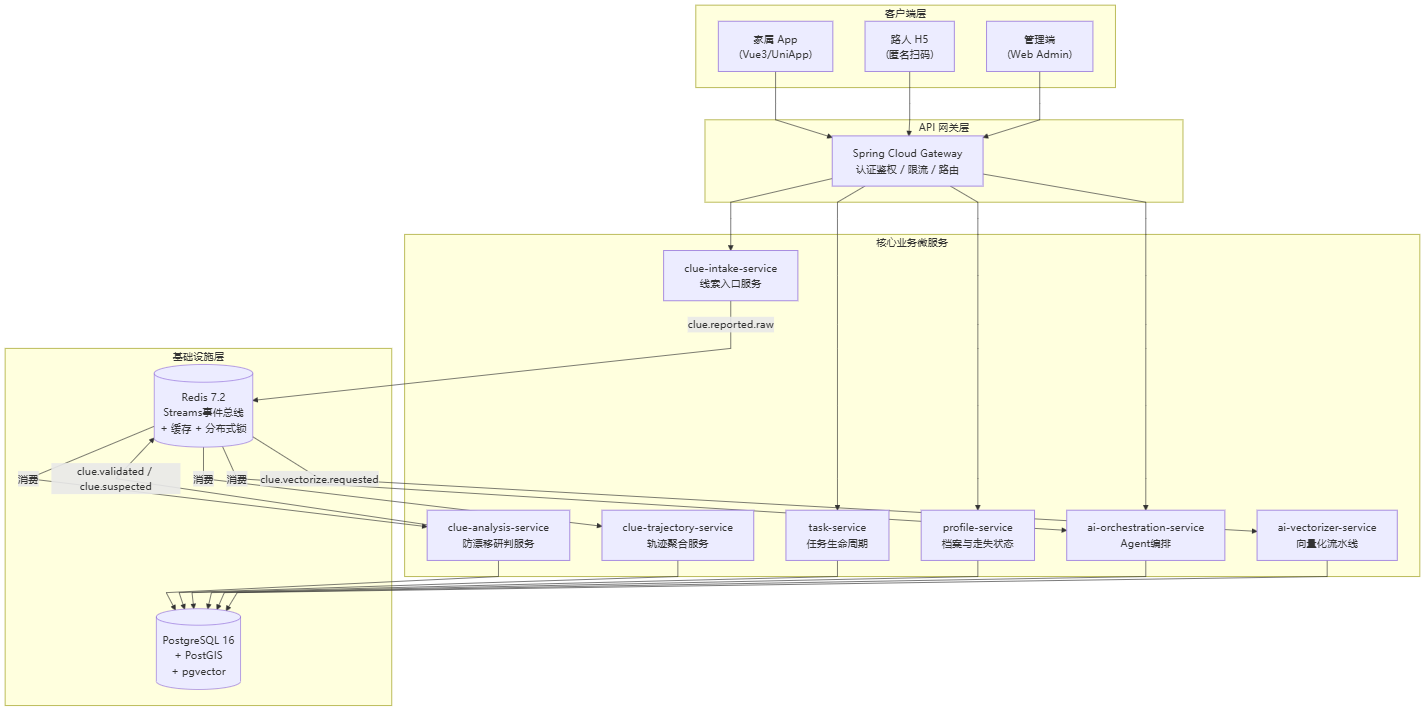 客户端层
家属 App
(Vue3/UniApp)
路人 H5
(匿名扫码)
管理端
(Web Admin)
API 网关层
Spring Cloud Gateway
认证鉴权 / 限流 / 路由
核心业务微服务
clue-intake-service
线索入口服务
clue.reported.raw
基础设施层
Redis 7.2
Streams事件总线
+ 缓存 + 分布式锁
消费
clue.validated /
clue.suspected
消费
消费
clue.vectorize.requested
clue-analysis-service
防漂移研判服务
clue-trajectory-service
轨迹聚合服务
task-service
任务生命周期
profile-service
档案与走失状态
ai-orchestration-service
Agent编排
ai-vectorizer-service
向量化流水线
PostgreSQL 16
+ PostGIS
+ pgvector